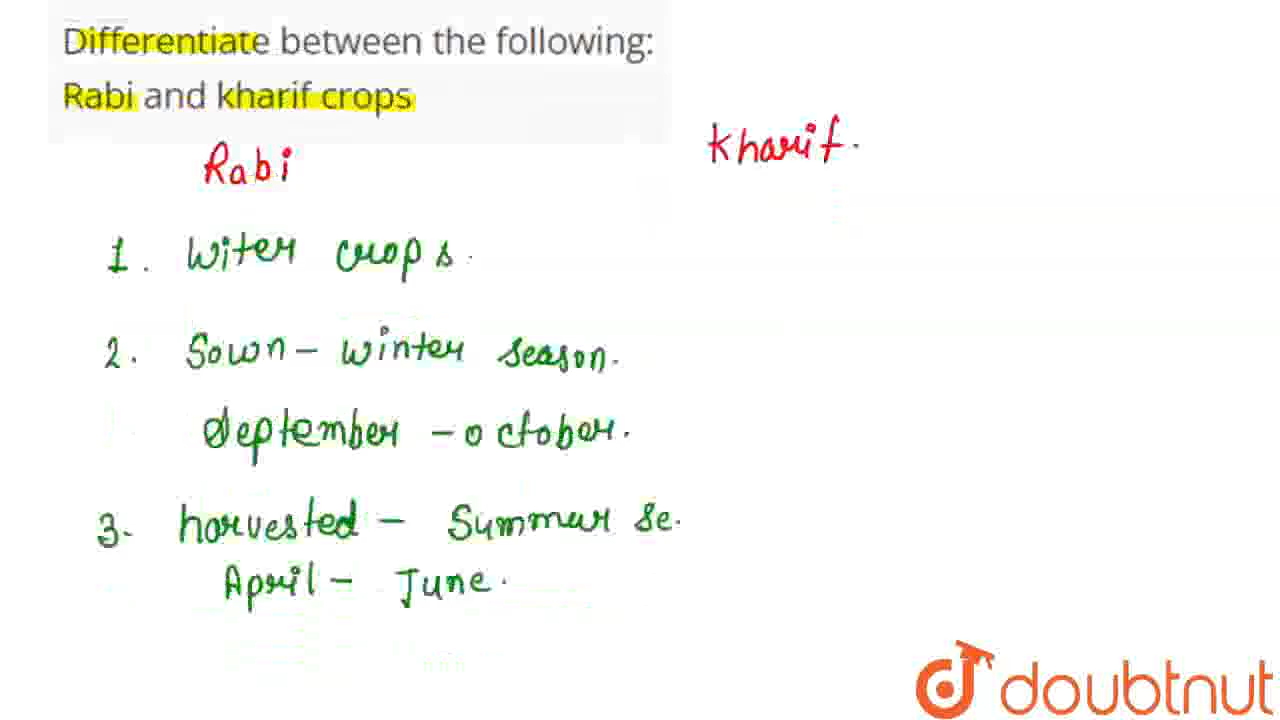 Differentiate between the following:
Rabi and kharif crops
Rabi
Kharif.
1. Witer crops.
2. Sown - winter season.
September - october.
3. harvested - Summer se.
April - June.
doubtnut